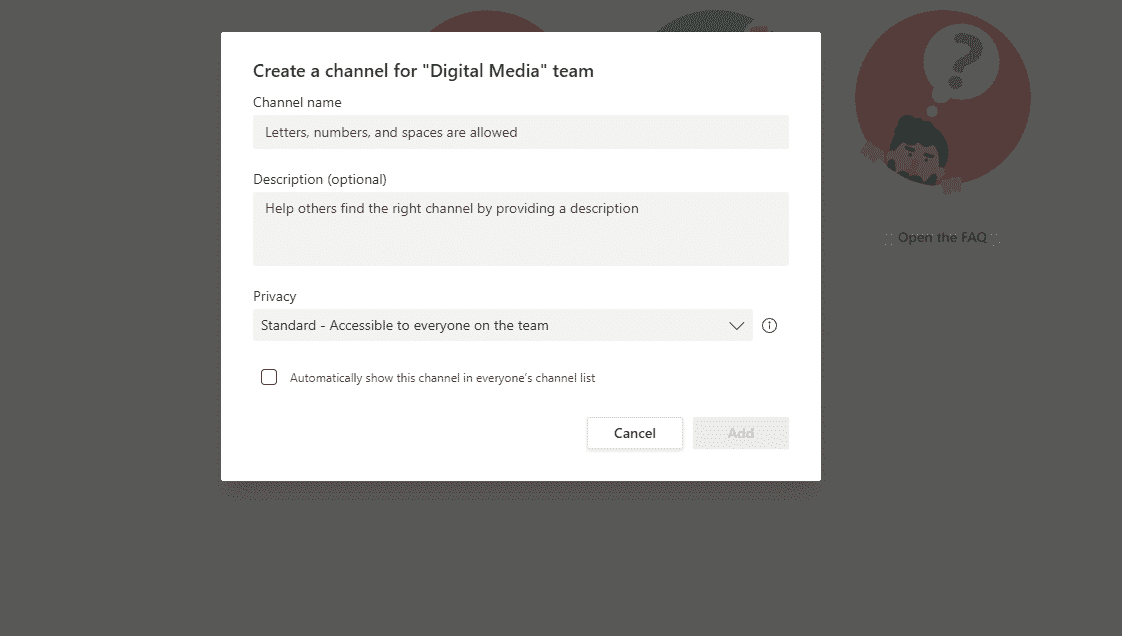 Create a channel for "Digital Media" team
Channel name
Letters, numbers, and spaces are allowed
Description (optional)
Help others find the right channel by providing a description
Privacy
Standard - Accessible to everyone on the team
Automatically show this channel in everyone's channel list
Cancel
Add
?
Open the FAQ